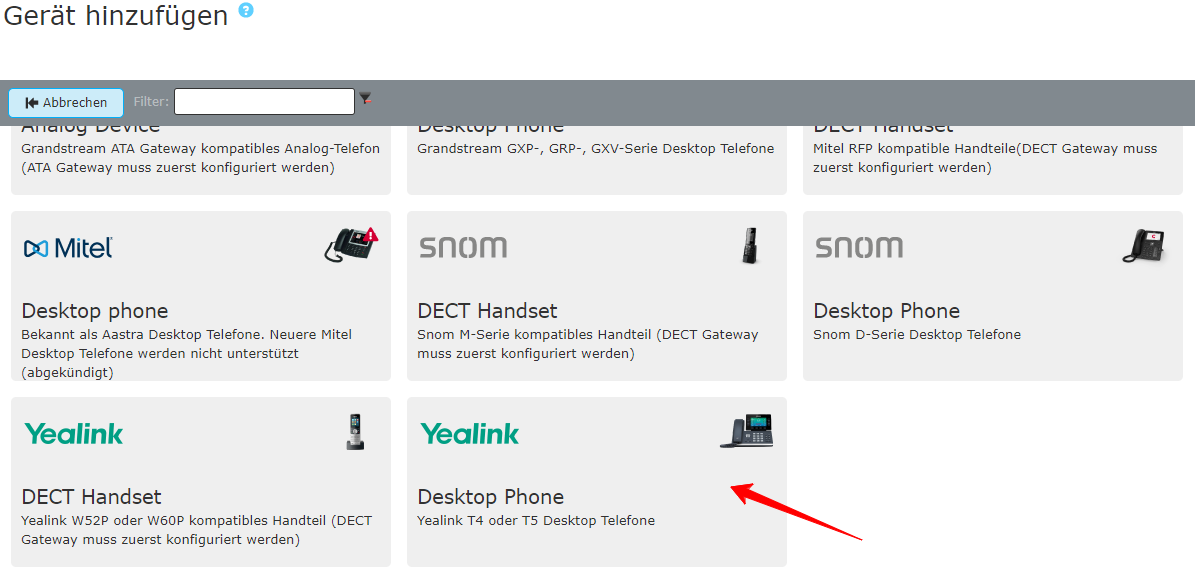 Gerät hinzufügen ?
Abbrechen Filter:
Analog Device
Grandstream ATA Gateway kompatibles Analog-Telefon
(ATA Gateway muss zuerst konfiguriert werden)
Desktop Phone
Grandstream GXP-, GRP-, GXV-Serie Desktop Telefone
DECT Handset
Mitel RFP kompatible Handteile(DECT Gateway muss
zuerst konfiguriert werden)
Mitel
Desktop phone
Bekannt als Aastra Desktop Telefone. Neuere Mitel
Desktop Telefone werden nicht unterstützt
(abgekündigt)
snom
DECT Handset
Snom M-Serie kompatibles Handteil (DECT Gateway
muss zuerst konfiguriert werden)
snom
Desktop Phone
Snom D-Serie Desktop Telefone
Yealink
DECT Handset
Yealink W52P oder W60P kompatibles Handteil (DECT
Gateway muss zuerst konfiguriert werden)
Yealink
Desktop Phone
Yealink T4 oder T5 Desktop Telefone